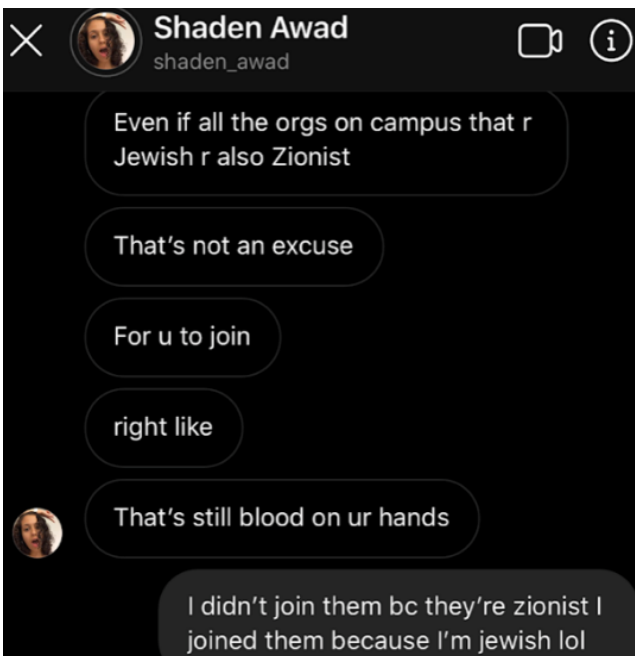 Shaden Awad
shaden_awad
Even if all the orgs on campus that r
Jewish r also Zionist
That's not an excuse
For u to join
right like
That's still blood on ur hands
I didn't join them bc they're zionist I
joined them because I'm jewish lol